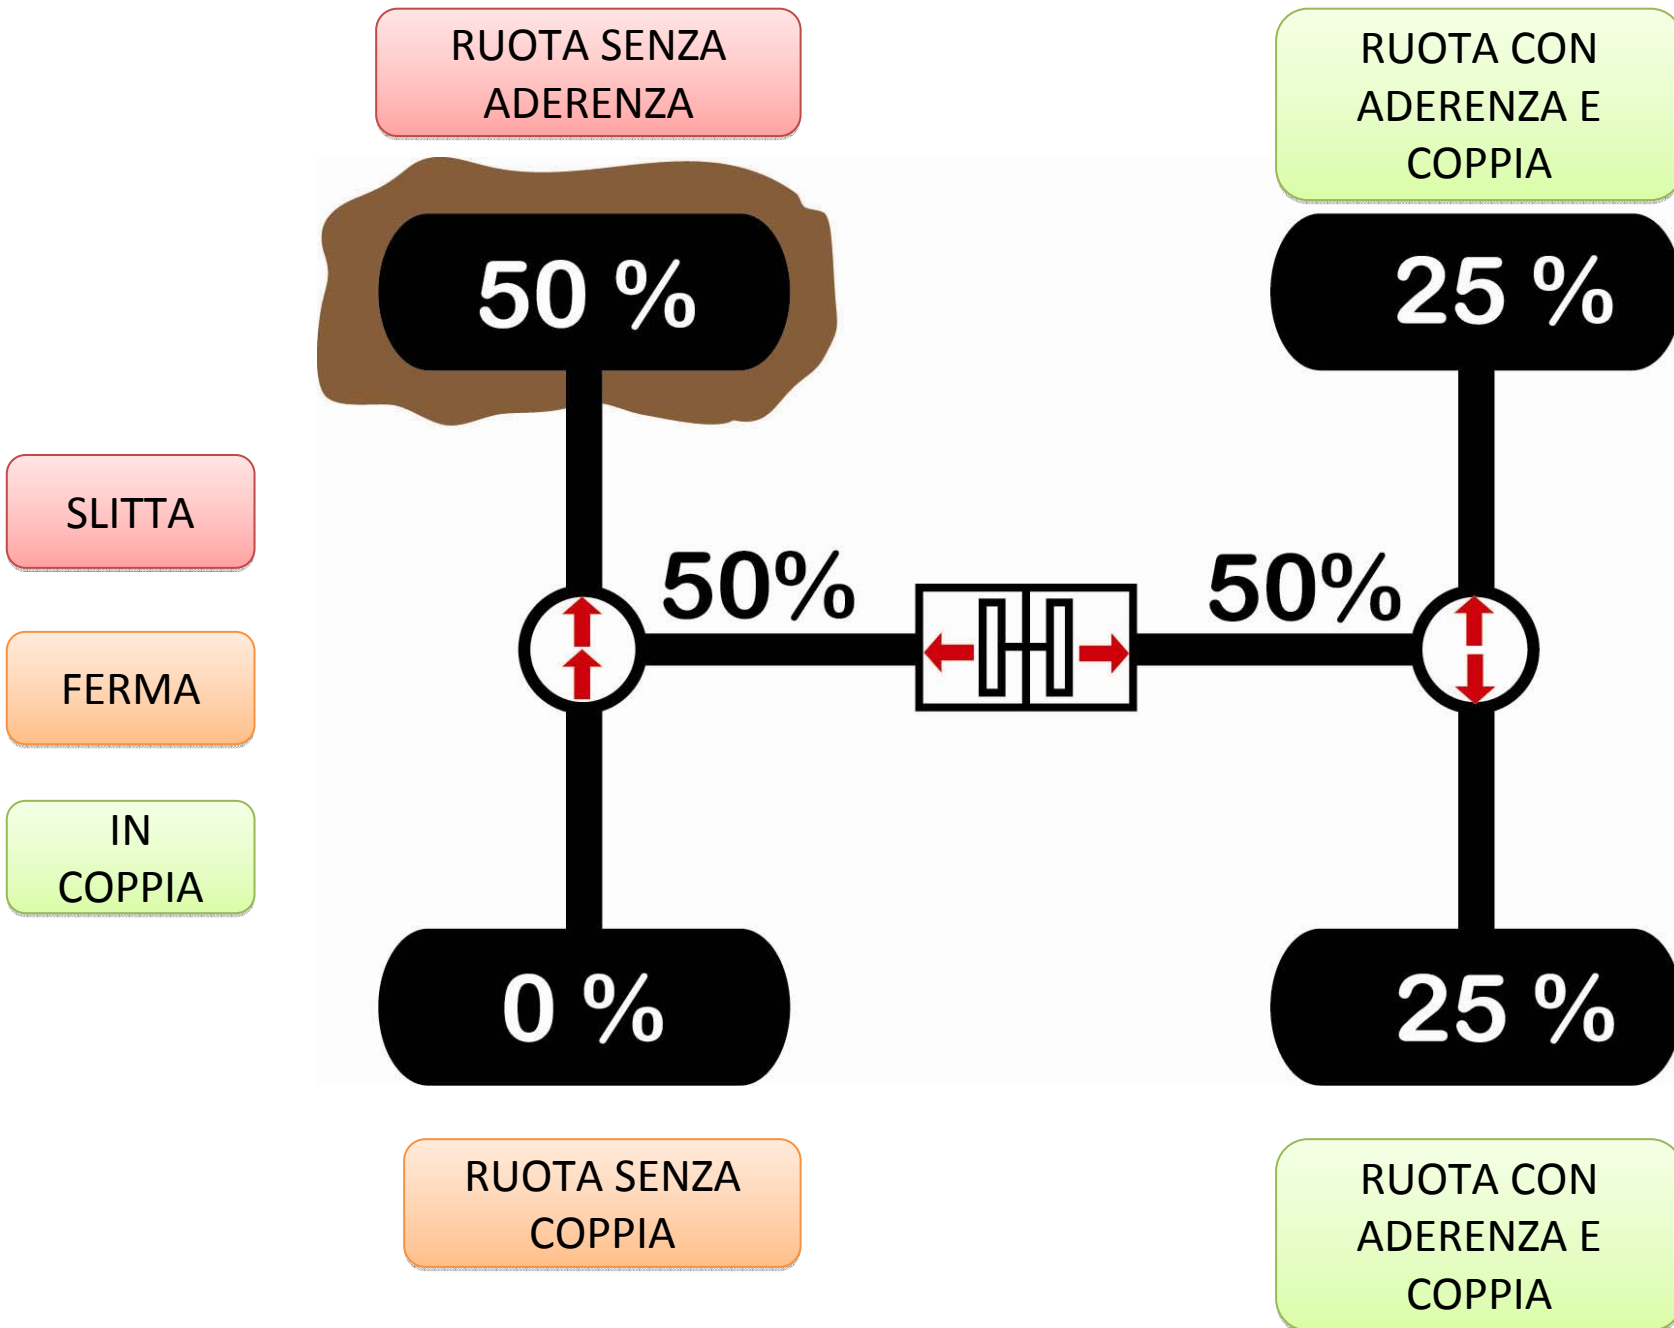 RUOTA SENZA
ADERENZA
RUOTA CON
ADERENZA E
COPPIA
50 %
25 %
SLITTA
50%
50%
FERMA
IN
COPPIA
0 %
25 %
RUOTA SENZA
COPPIA
RUOTA CON
ADERENZA E
COPPIA